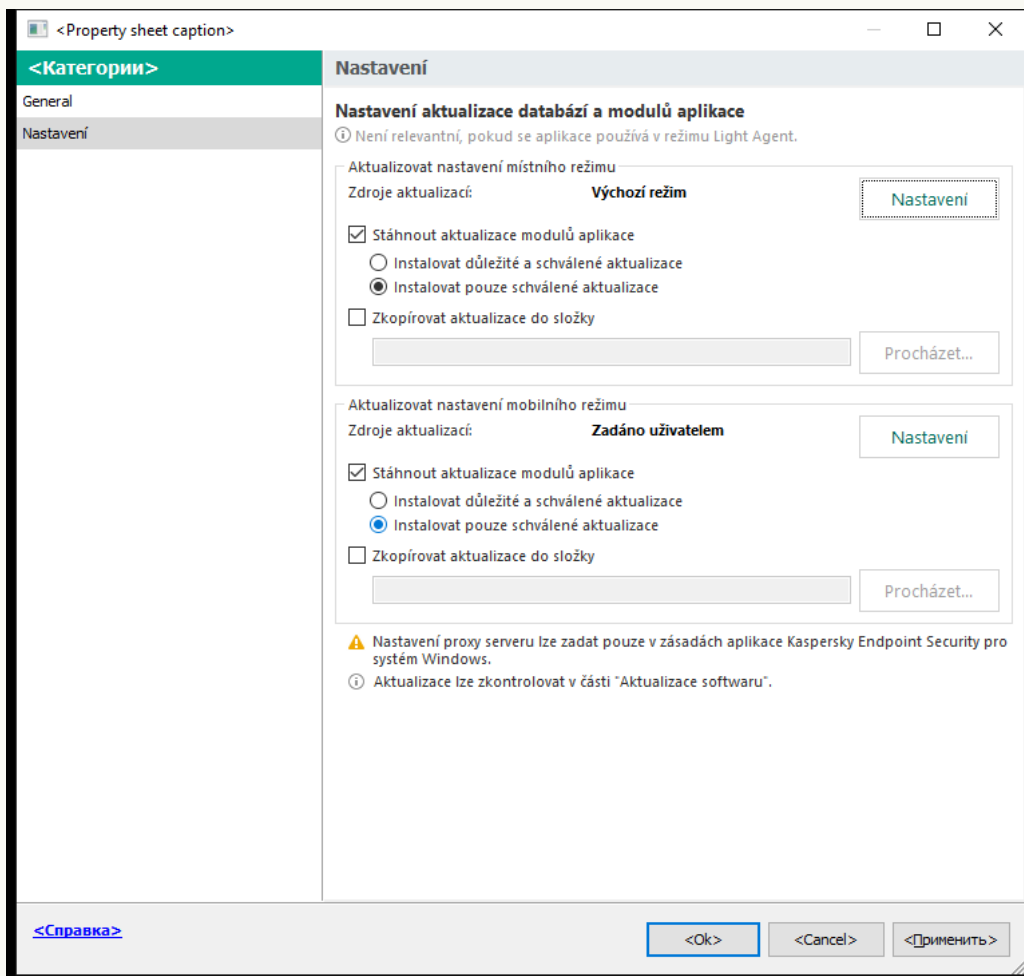 <Property sheet caption>
<Категории>
General
Nastavení
Nastavení
Nastavení aktualizace databází a modulů aplikace
Není relevantní, pokud se aplikace používá v režimu Light Agent.
Aktualizovat nastavení místního režimu
Zdroje aktualizací: Výchozí režim Nastavení
Stáhnout aktualizace modulů aplikace
Instalovat důležité a schválené aktualizace
Instalovat pouze schválené aktualizace
Zkopírovat aktualizace do složky
Procházet...
Aktualizovat nastavení mobilního režimu
Zdroje aktualizací: Zadáno uživatelem Nastavení
Stáhnout aktualizace modulů aplikace
Instalovat důležité a schválené aktualizace
Instalovat pouze schválené aktualizace
Zkopírovat aktualizace do složky
Procházet...
Nastavení proxy serveru lze zadat pouze v zásadách aplikace Kaspersky Endpoint Security pro
systém Windows.
Aktualizace lze zkontrolovat v části "Aktualizace softwaru".
<Справка>
<Ok> <Cancel> <Применить>